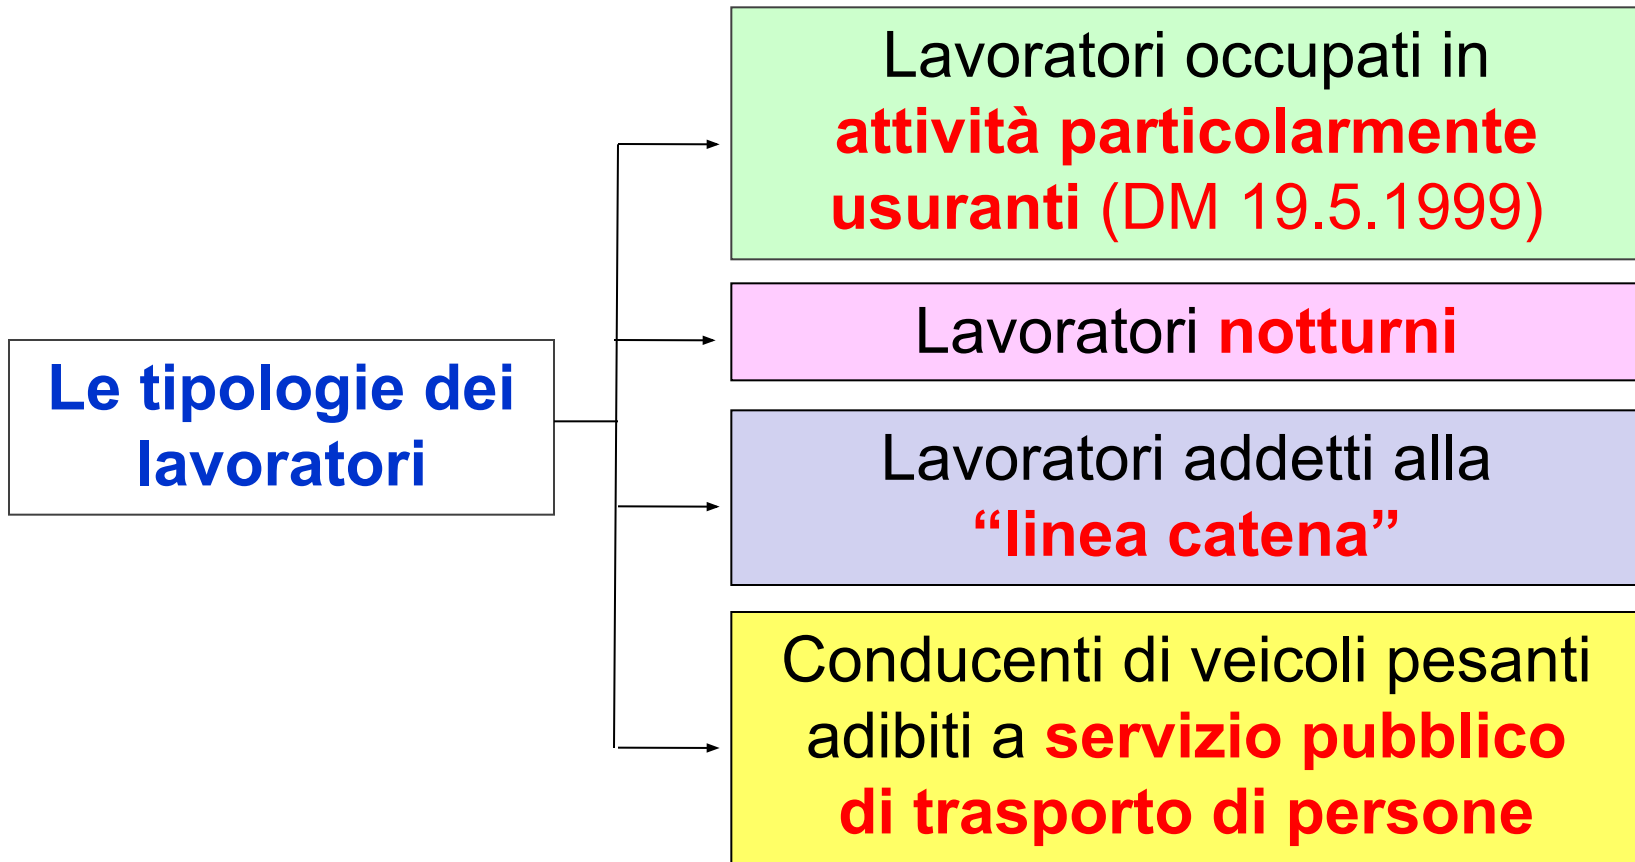 Le tipologie dei
lavoratori
Lavoratori occupati in
attività particolarmente
usuranti (DM 19.5.1999)
Lavoratori notturni
Lavoratori addetti alla
“linea catena”
Conducenti di veicoli pesanti
adibiti a servizio pubblico
di trasporto di persone